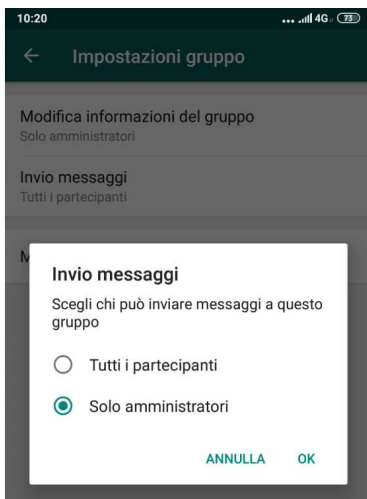 10:20
4G
73
Impostazioni gruppo
Modifica informazioni del gruppo
Solo amministratori
Invio messaggi
Tutti i partecipanti
M
Invio messaggi
Scegli chi può inviare messaggi a questo
gruppo
Tutti i partecipanti
Solo amministratori
ANNULLA OK